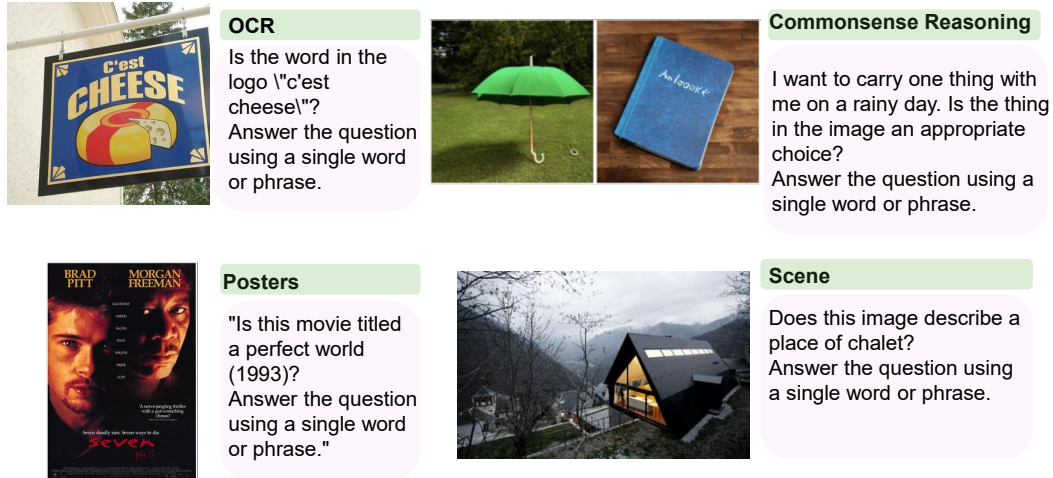 C'est
CHEESE
OCR
Is the word in the
logo \"c'est
cheese\"?
Answer the question
using a single word
or phrase.
Commonsense Reasoning
I want to carry one thing with
me on a rainy day. Is the thing
in the image an appropriate
choice?
Answer the question using a
single word or phrase.
BRAD
PITT
MORGAN
FREEMAN
Seven deadly sins. Seven ways to die.
seven
Posters
"Is this movie titled
a perfect world
(1993)?
Answer the question
using a single word
or phrase."
Scene
Does this image describe a
place of chalet?
Answer the question using
a single word or phrase.